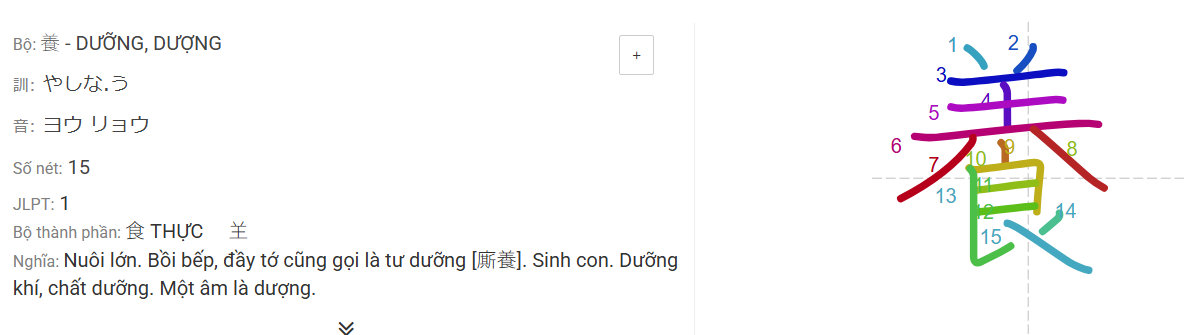 Bộ: 養 - DƯỠNG, DƯỢNG
+
訓: やしな.う
音: ヨウ リョウ
Số nét: 15
JLPT: 1
Bộ thành phần: 食 THỰC 𦍌
Nghĩa: Nuôi lớn. Bồi bếp, đầy tớ cũng gọi là tư dưỡng [廝養]. Sinh con. Dưỡng
khí, chất dưỡng. Một âm là dượng.
養
1
2
3
4
5
6
7
8
9
10
11
12
13
14
15